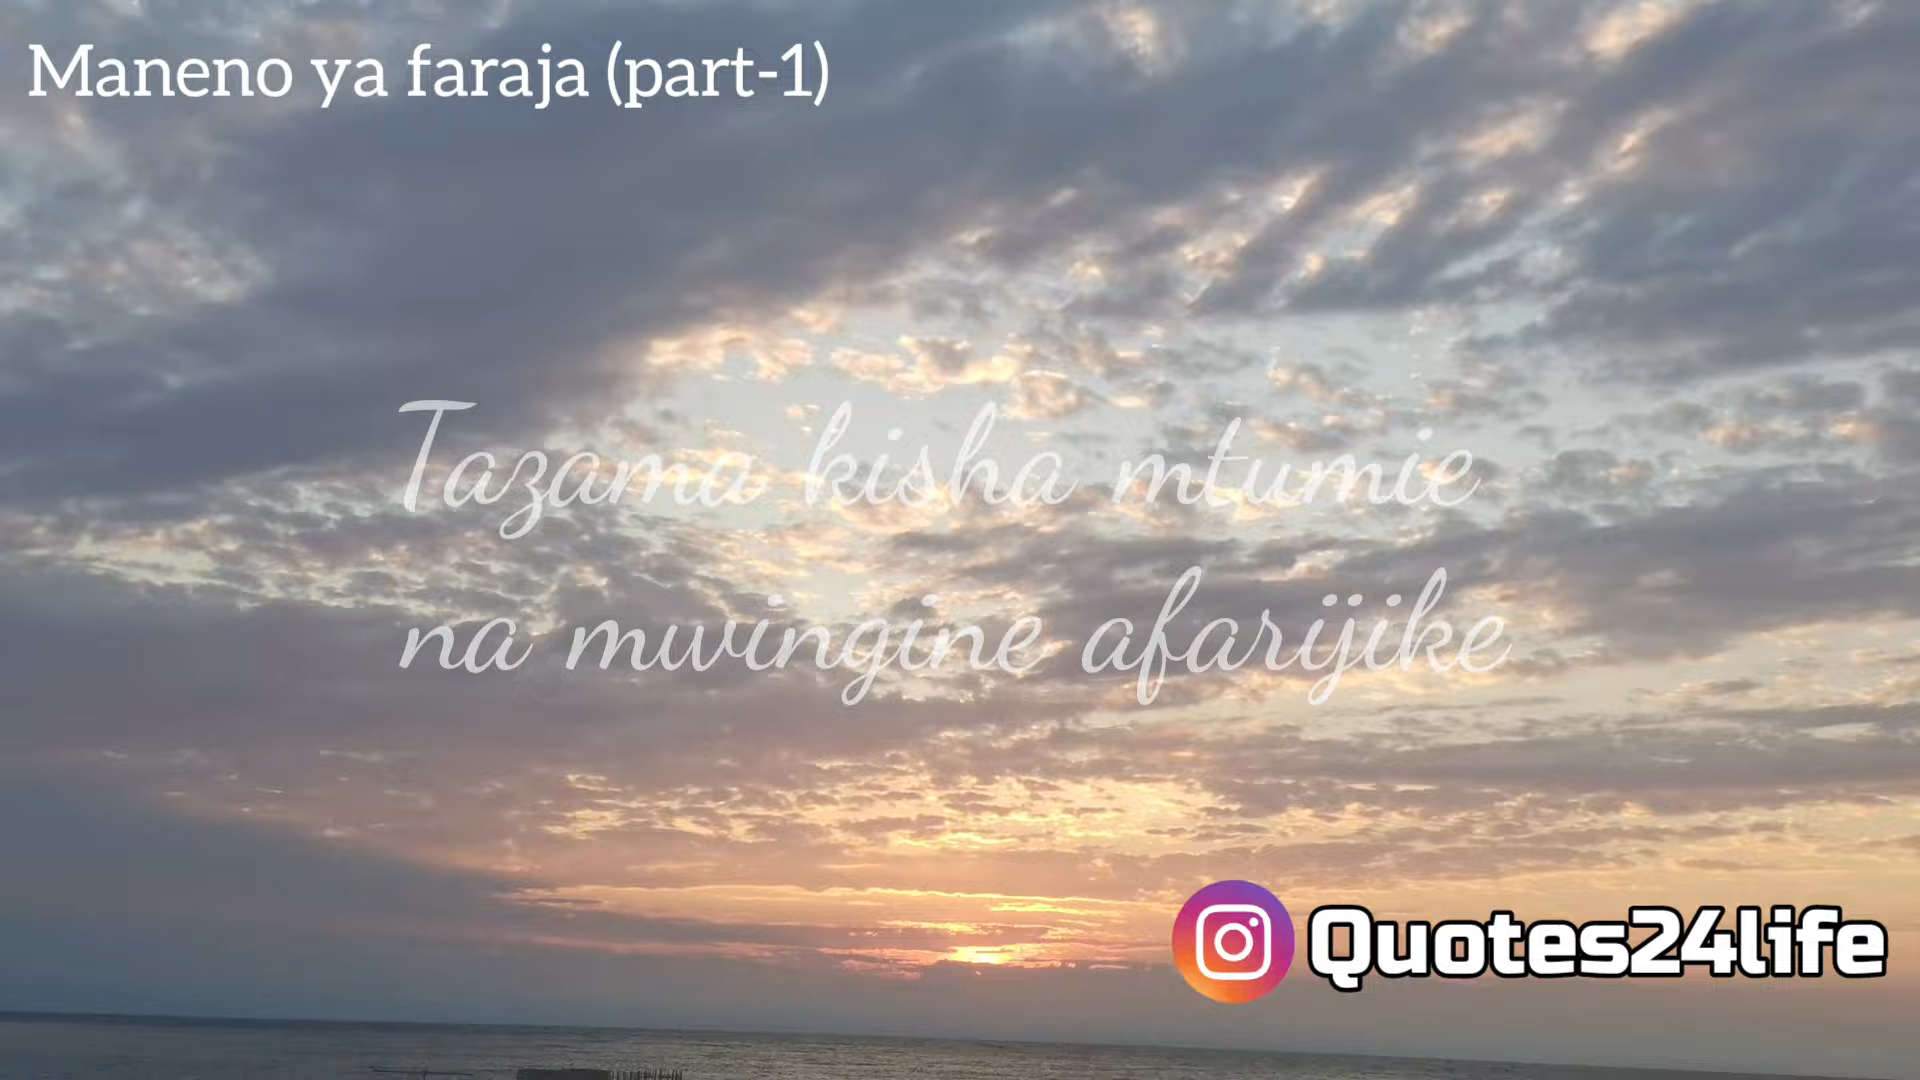 Maneno ya faraja (part-1)
Tazama kisha mtumie
na mwingine afarijike
Quotes24life